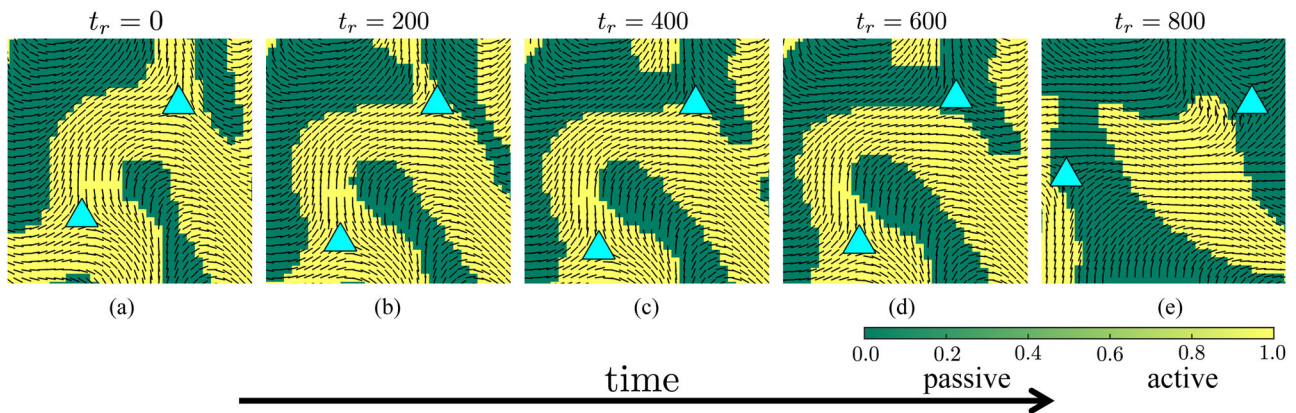 t_r = 0 t_r = 200 t_r = 400 t_r = 600 t_r = 800
(a) (b) (c) (d) (e)
0.0 0.2 0.4 0.6 0.8 1.0
passive active
time